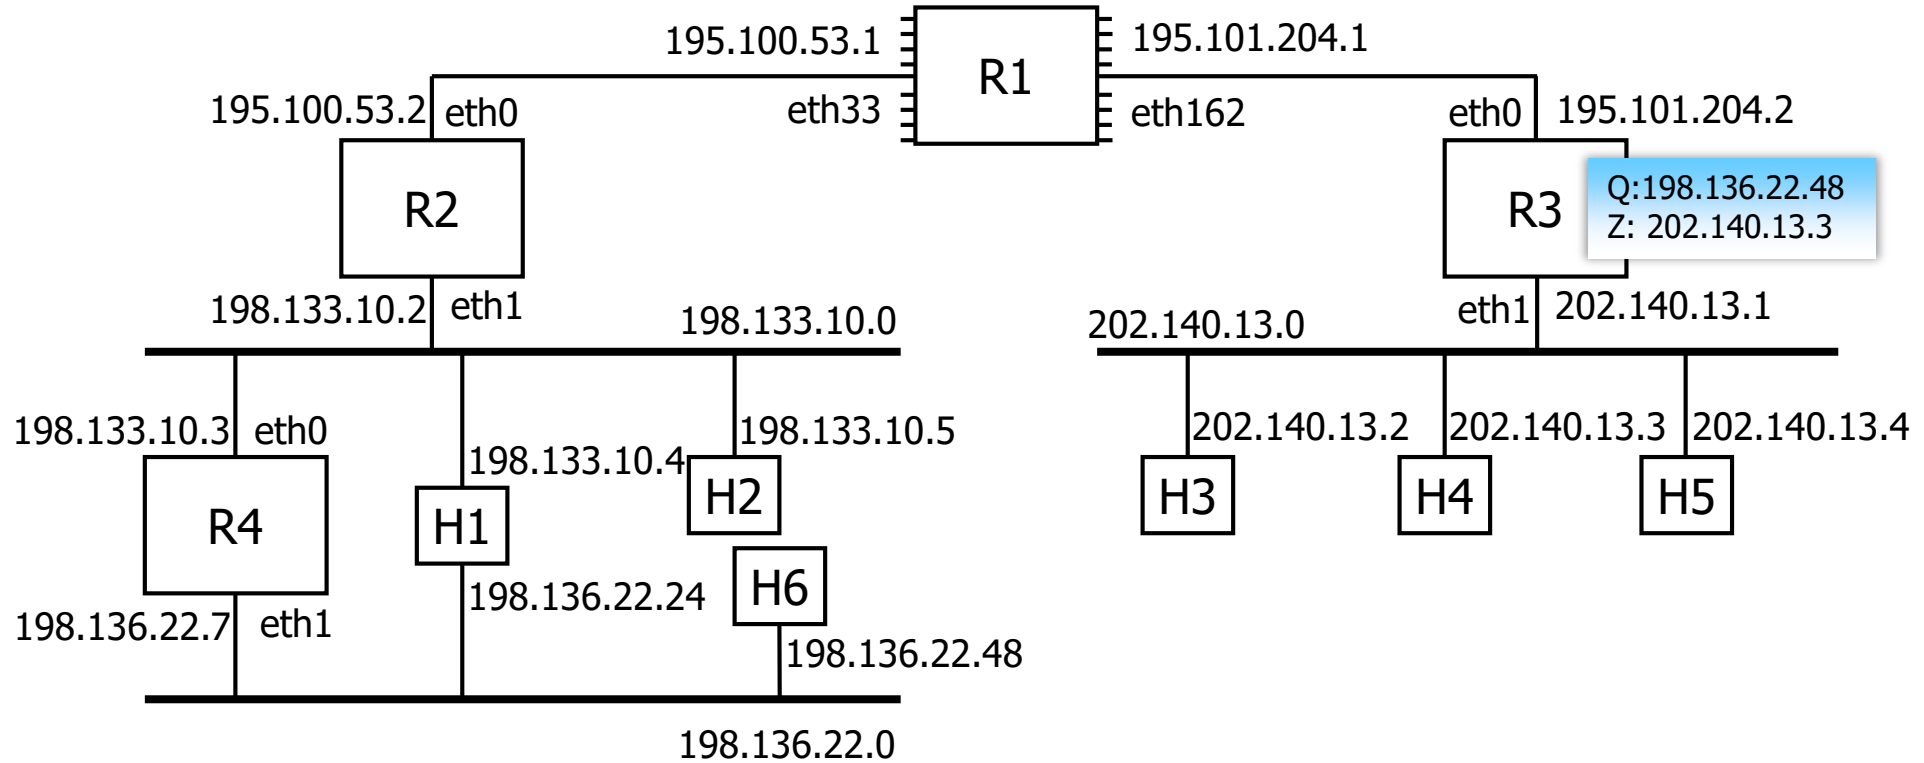 195.100.53.1
R1
195.101.204.1
195.100.53.2
eth0
eth33
eth162
eth0
195.101.204.2
R2
R3
Q:198.136.22.48
Z: 202.140.13.3
198.133.10.2
eth1
198.133.10.0
202.140.13.0
eth1
202.140.13.1
198.133.10.3
eth0
198.133.10.4
198.133.10.5
202.140.13.2
202.140.13.3
202.140.13.4
R4
H1
H2
H3
H4
H5
198.136.22.7
eth1
198.136.22.24
H6
198.136.22.48
198.136.22.0